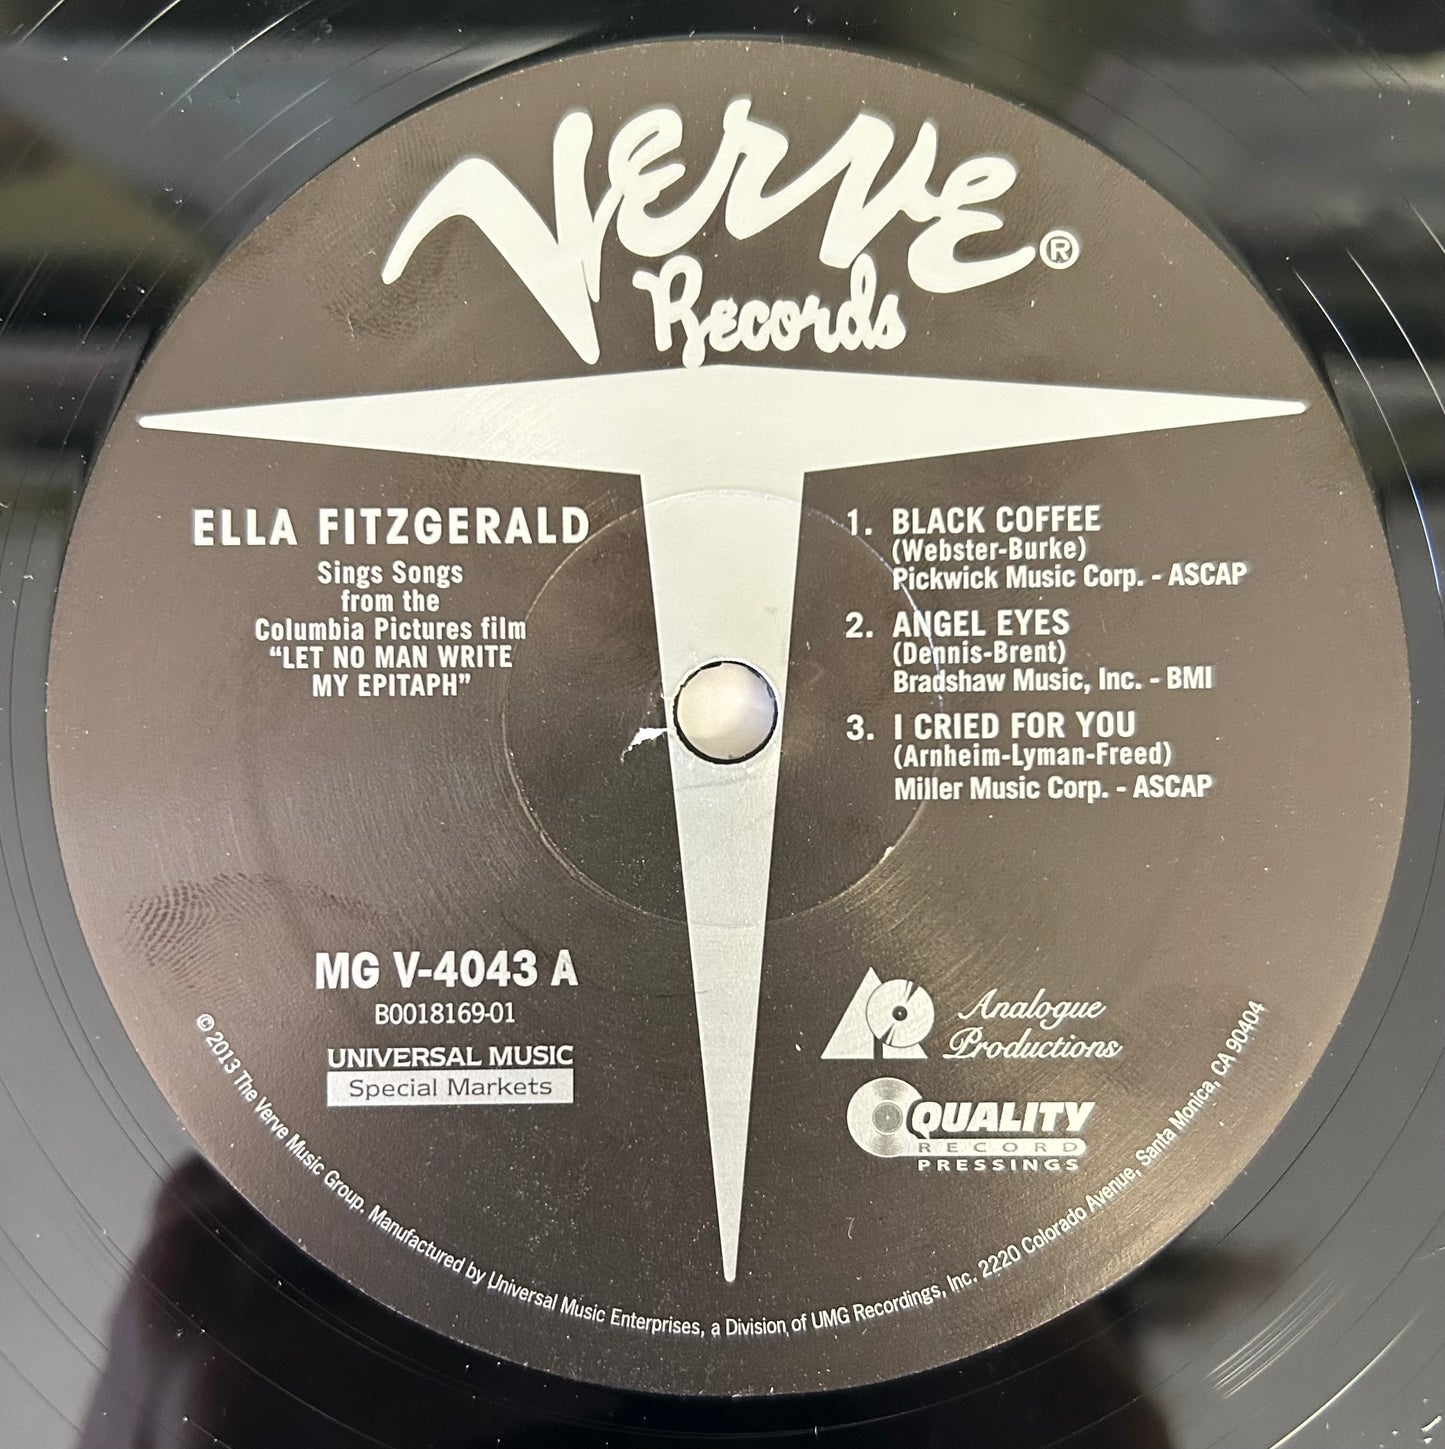 Verve®
Records
ELLA FITZGERALD
Sings Songs
from the
Columbia Pictures film
“LET NO MAN WRITE
MY EPITAPH”
1. BLACK COFFEE
(Webster-Burke)
Pickwick Music Corp. - ASCAP
2. ANGEL EYES
(Dennis-Brent)
Bradshaw Music, Inc. - BMI
3. I CRIED FOR YOU
(Arnheim-Lyman-Freed)
Miller Music Corp. - ASCAP
MG V-4043 A
B0018169-01
UNIVERSAL MUSIC
Special Markets
AP
Analogue
Productions
QUALITY
RECORD
PRESSINGS
© 2013 The Verve Music Group. Manufactured by Universal Music Enterprises, a Division of UMG Recordings, Inc. 2220 Colorado Avenue, Santa Monica, CA 90404